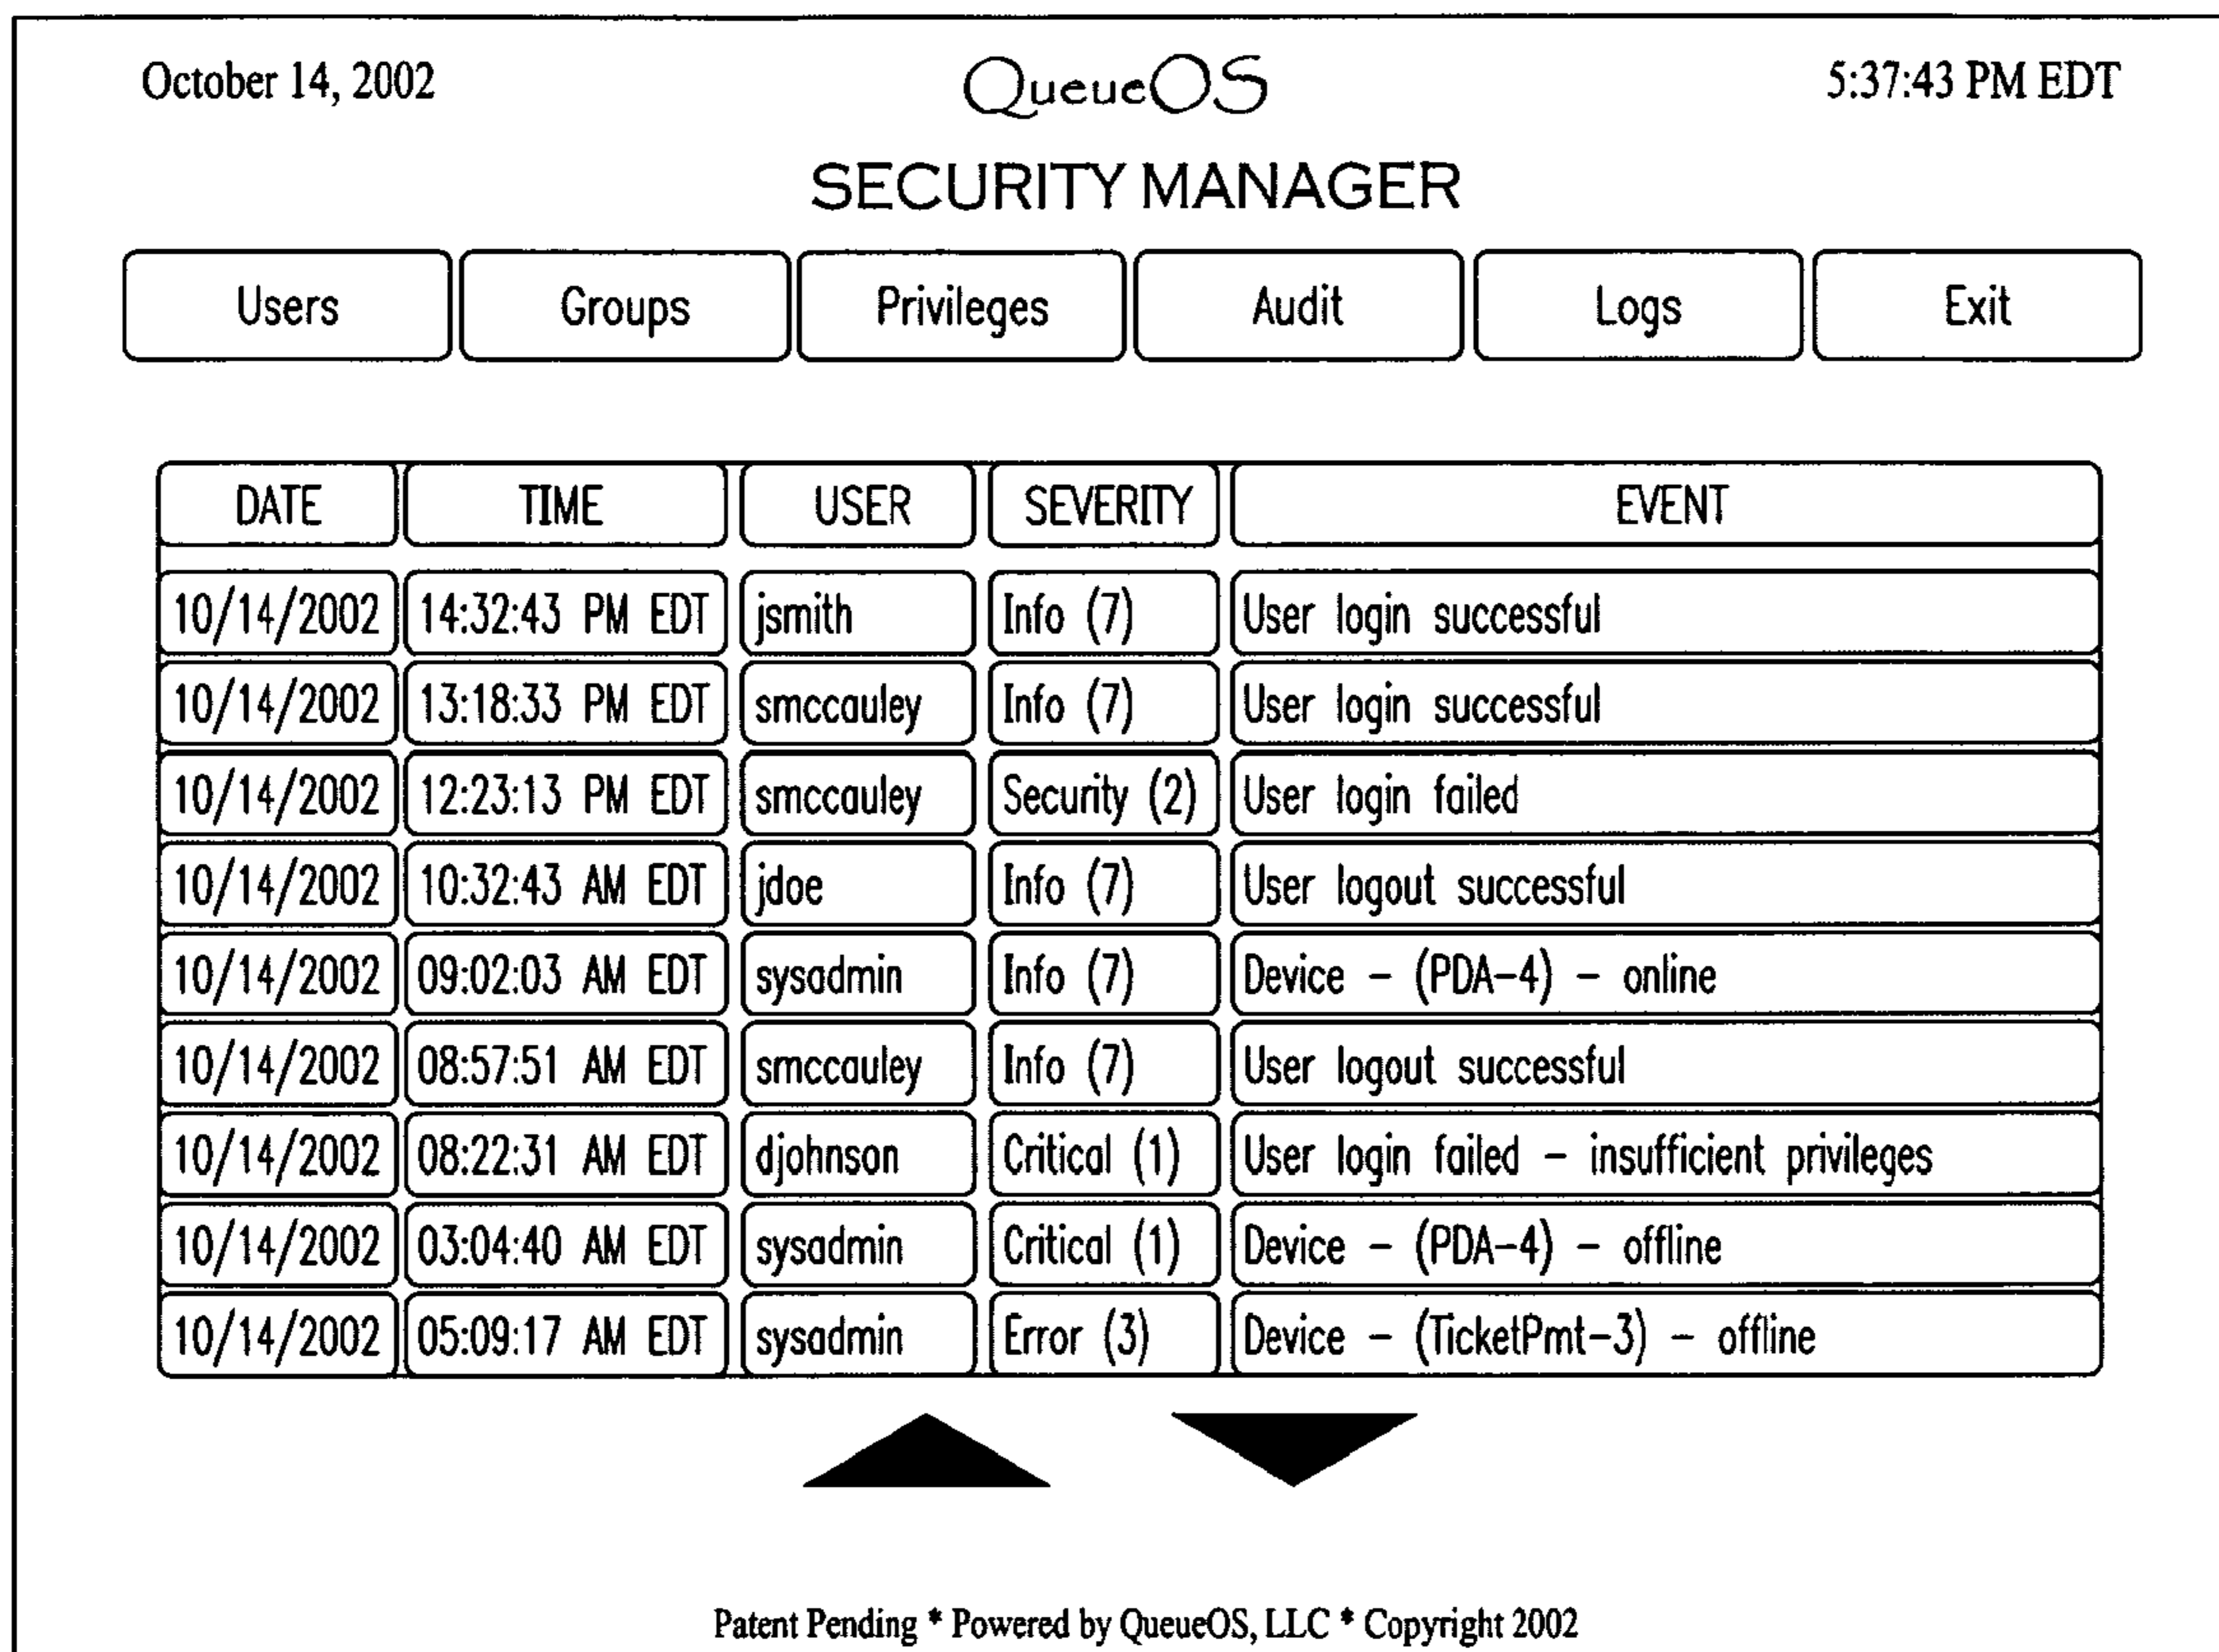 October 14, 2002 QueueOS 5:37:43 PM EDT
SECURITY MANAGER
Users Groups Privileges Audit Logs Exit
DATE TIME USER SEVERITY EVENT
10/14/2002 14:32:43 PM EDT jsmith Info (7) User login successful
10/14/2002 13:18:33 PM EDT smccauley Info (7) User login successful
10/14/2002 12:23:13 PM EDT smccauley Security (2) User login failed
10/14/2002 10:32:43 AM EDT jdoe Info (7) User logout successful
10/14/2002 09:02:03 AM EDT sysadmin Info (7) Device – (PDA–4) – online
10/14/2002 08:57:51 AM EDT smccauley Info (7) User logout successful
10/14/2002 08:22:31 AM EDT djohnson Critical (1) User login failed – insufficient privileges
10/14/2002 03:04:40 AM EDT sysadmin Critical (1) Device – (PDA–4) – offline
10/14/2002 05:09:17 AM EDT sysadmin Error (3) Device – (TicketPmt–3) – offline
Patent Pending * Powered by QueueOS, LLC * Copyright 2002